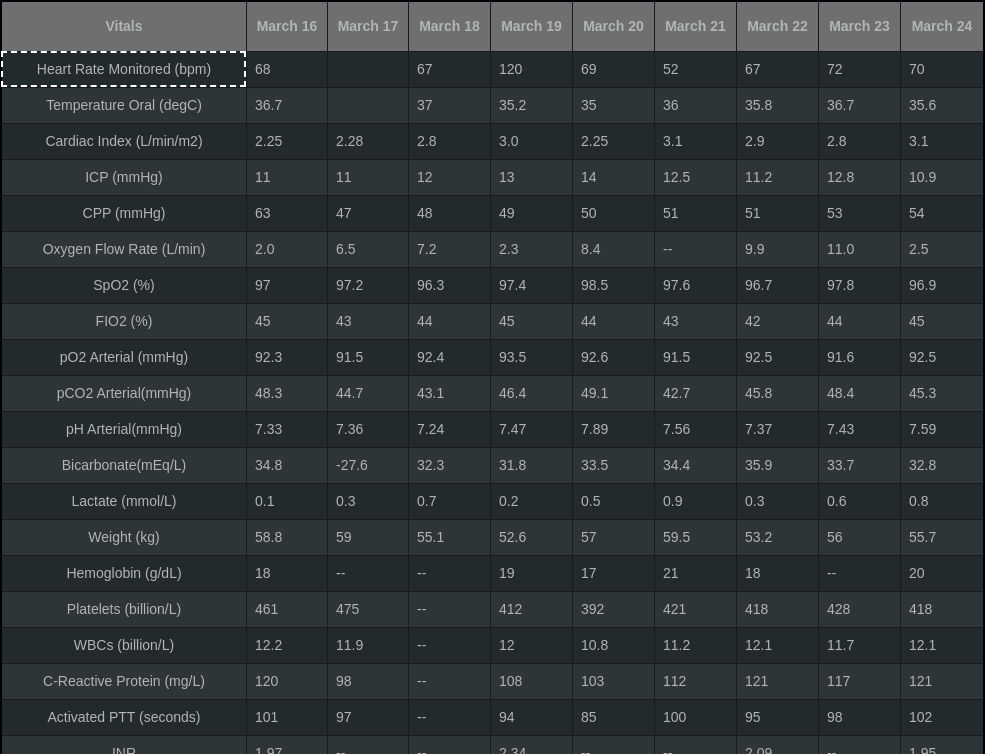 Vitals March 16 March 17 March 18 March 19 March 20 March 21 March 22 March 23 March 24
Heart Rate Monitored (bpm) 68 67 120 69 52 67 72 70
Temperature Oral (degC) 36.7 37 35.2 35 36 35.8 36.7 35.6
Cardiac Index (L/min/m2) 2.25 2.28 2.8 3.0 2.25 3.1 2.9 2.8 3.1
ICP (mmHg) 11 11 12 13 14 12.5 11.2 12.8 10.9
CPP (mmHg) 63 47 48 49 50 51 51 53 54
Oxygen Flow Rate (L/min) 2.0 6.5 7.2 2.3 8.4 -- 9.9 11.0 2.5
SpO2 (%) 97 97.2 96.3 97.4 98.5 97.6 96.7 97.8 96.9
FIO2 (%) 45 43 44 45 44 43 42 44 45
pO2 Arterial (mmHg) 92.3 91.5 92.4 93.5 92.6 91.5 92.5 91.6 92.5
pCO2 Arterial(mmHg) 48.3 44.7 43.1 46.4 49.1 42.7 45.8 48.4 45.3
pH Arterial(mmHg) 7.33 7.36 7.24 7.47 7.89 7.56 7.37 7.43 7.59
Bicarbonate(mEq/L) 34.8 -27.6 32.3 31.8 33.5 34.4 35.9 33.7 32.8
Lactate (mmol/L) 0.1 0.3 0.7 0.2 0.5 0.9 0.3 0.6 0.8
Weight (kg) 58.8 59 55.1 52.6 57 59.5 53.2 56 55.7
Hemoglobin (g/dL) 18 -- -- 19 17 21 18 -- 20
Platelets (billion/L) 461 475 -- 412 392 421 418 428 418
WBCs (billion/L) 12.2 11.9 -- 12 10.8 11.2 12.1 11.7 12.1
C-Reactive Protein (mg/L) 120 98 -- 108 103 112 121 117 121
Activated PTT (seconds) 101 97 -- 94 85 100 95 98 102
INR 1.97 -- -- 2.34 -- -- 2.09 -- 1.95